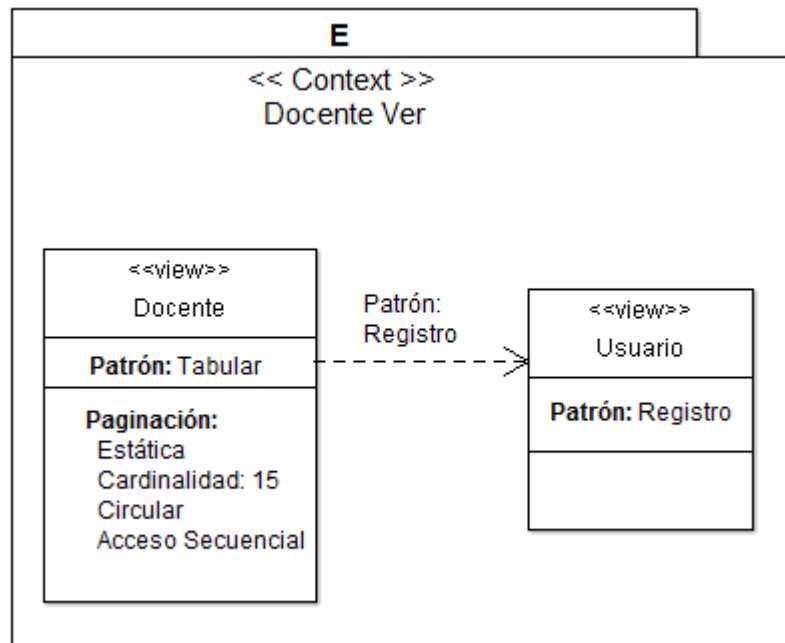 E
<< Context >>
Docente Ver
<<view>>
Docente
Patrón: Tabular
Paginación:
Estática
Cardinalidad: 15
Circular
Acceso Secuencial
Patrón:
Registro
<<view>>
Usuario
Patrón: Registro